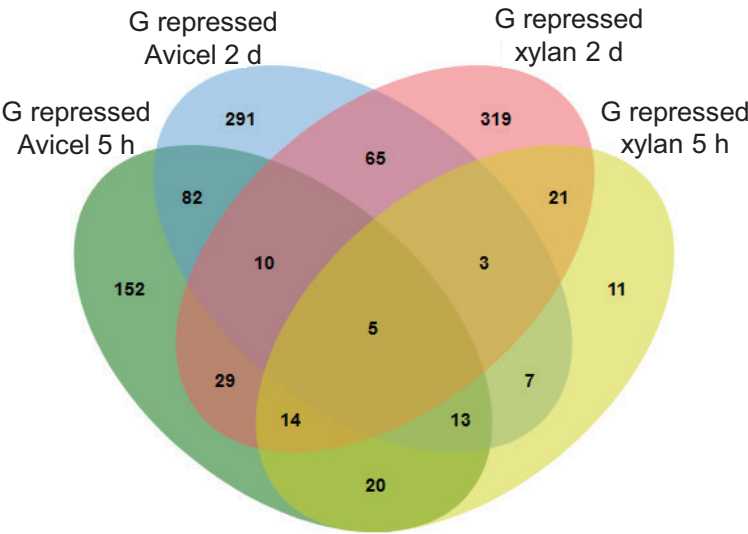 G repressed
Avicel 2 d
G repressed
xylan 2 d
G repressed
Avicel 5 h
G repressed
xylan 5 h
291
319
65
82
21
10
3
152
11
5
29
7
14
13
20